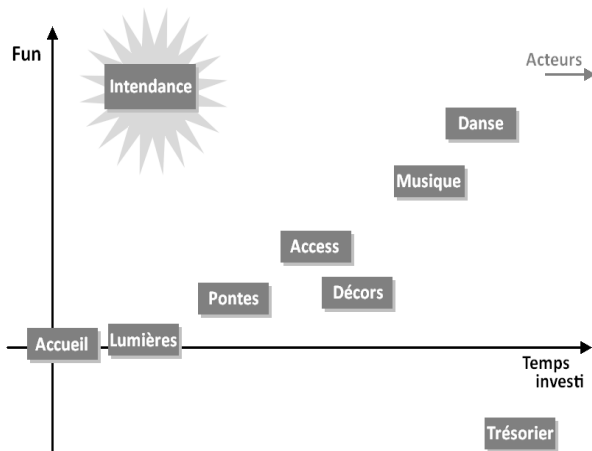 Fun
Intendance
Acteurs
Danse
Musique
Access
Pontes
Décors
Accueil
Lumières
Temps
investi
Trésorier